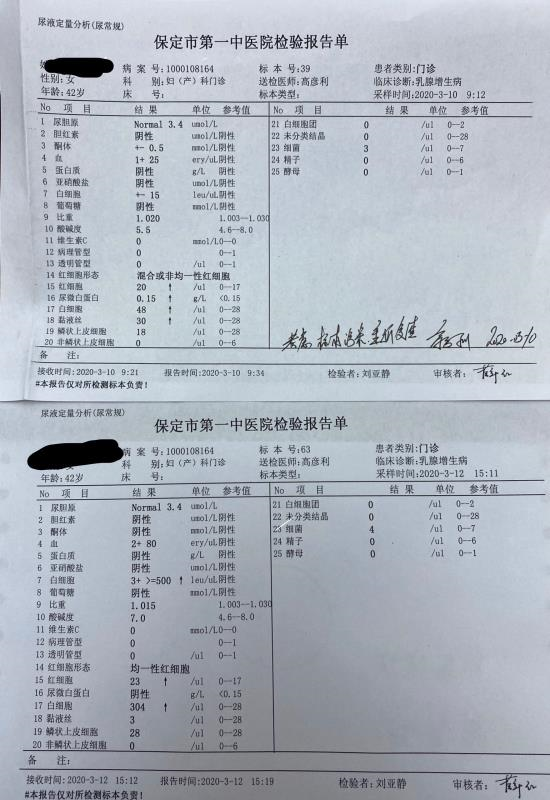 尿液定量分析(尿常规)
保定市第一中医院检验报告单
病 案 号:1000108164 标 本 号:39 患者类别:门诊
性别:女 科 别:妇(产)科门诊 送检医师:高彦利 临床诊断:乳腺增生病
年龄:42岁 床 号: 标本类型: 采样时间:2020-3-10 9:12
No 项 目 结 果 单位 参考值 No 项 目 结 果 单位 参考值
1 尿胆原 Normal 3.4 umol/L
2 胆红素 阴性 umol/L阴性
3 酮体 +- 0.5 mmol/L阴性
4 血 1+ 25 ery/uL阴性
5 蛋白质 阴性 g/L 阴性
6 亚硝酸盐 阴性 umol/L阴性
7 白细胞 +- 15 leu/uL阴性
8 葡萄糖 阴性 mmol/L阴性
9 比重 1.020 1.003--1.030
10 酸碱度 5.5 4.6--8.0
11 维生素C 0 mmol/L0--0
12 病理管型 0 0--1
13 透明管型 0 /ul 0--1
14 红细胞形态 混合或非均一性红细胞
15 红细胞 20 ↑ /ul 0--17
16 尿微白蛋白 0.15 ↑ g/L <0.15
17 白细胞 48 ↑ /ul 0--28
18 黏液丝 30 ↑ /ul 0--28
19 鳞状上皮细胞 18 /ul 0--28
20 非鳞状上皮细胞 0 /ul 0--6
21 白细胞团 0 /ul 0--2
22 未分类结晶 0 /ul 0--28
23 细菌 3 /ul 0--7
24 精子 0 /ul 0--6
25 酵母 0 /ul 0--1
2020.3.10
备 注:
接收时间:2020-3-10 9:21 报告时间:2020-3-10 9:34 检验者:刘亚静 审核者:
#本报告仅对所检测标本负责!
尿液定量分析(尿常规)
保定市第一中医院检验报告单
病 案 号:1000108164 标 本 号:63 患者类别:门诊
科 别:妇(产)科门诊 送检医师:高彦利 临床诊断:乳腺增生病
年龄:42岁 床 号: 标本类型: 采样时间:2020-3-12 15:11
No 项 目 结 果 单位 参考值 No 项 目 结 果 单位 参考值
1 尿胆原 Normal 3.4 umol/L
2 胆红素 阴性 umol/L阴性
3 酮体 阴性 mmol/L阴性
4 血 2+ 80 ery/uL阴性
5 蛋白质 阴性 g/L 阴性
6 亚硝酸盐 阴性 umol/L阴性
7 白细胞 3+ >=500 ↑ leu/uL阴性
8 葡萄糖 阴性 mmol/L阴性
9 比重 1.015 1.003--1.030
10 酸碱度 7.0 4.6--8.0
11 维生素C 0 mmol/L0--0
12 病理管型 0 0--1
13 透明管型 0 /ul 0--1
14 红细胞形态 均一性红细胞
15 红细胞 23 ↑ /ul 0--17
16 尿微白蛋白 阴性 g/L <0.15
17 白细胞 304 ↑ /ul 0--28
18 黏液丝 3 /ul 0--28
19 鳞状上皮细胞 28 /ul 0--28
20 非鳞状上皮细胞 0 /ul 0--6
21 白细胞团 0 /ul 0--2
22 未分类结晶 0 /ul 0--28
23 细菌 4 /ul 0--7
24 精子 0 /ul 0--6
25 酵母 0 /ul 0--1
备 注:
接收时间:2020-3-12 15:12 报告时间:2020-3-12 15:19 检验者:刘亚静 审核者:
#本报告仅对所检测标本负责!